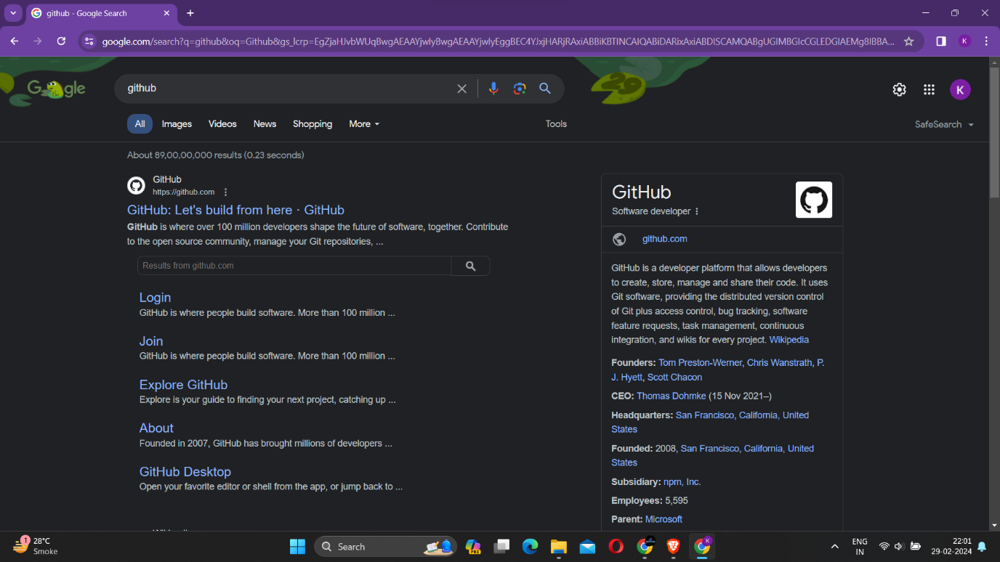 github - Google Search
google.com/search?q=github&oq=Github&gs_lcrp=EgZjaHJvbWUqBwgAEAAYjwIyBwgAEAAYjwIyEggBEC4YJxjHARjRAxiABBiKBTINCAIQABiDARixAxiABDISCAMQABgUGIMBGIcCGLEDGIAEMg8IBBA...
K
Google
github
K
All Images Videos News Shopping More Tools SafeSearch
About 89,00,00,000 results (0.23 seconds)
GitHub
https://github.com
GitHub: Let's build from here · GitHub
GitHub is where over 100 million developers shape the future of software, together. Contribute
to the open source community, manage your Git repositories, ...
Results from github.com
Login
GitHub is where people build software. More than 100 million ...
Join
GitHub is where people build software. More than 100 million ...
Explore GitHub
Explore is your guide to finding your next project, catching up ...
About
Founded in 2007, GitHub has brought millions of developers ...
GitHub Desktop
Open your favorite editor or shell from the app, or jump back to ...
GitHub
Software developer
github.com
GitHub is a developer platform that allows developers
to create, store, manage and share their code. It uses
Git software, providing the distributed version control
of Git plus access control, bug tracking, software
feature requests, task management, continuous
integration, and wikis for every project. Wikipedia
Founders: Tom Preston-Werner, Chris Wanstrath, P.
J. Hyett, Scott Chacon
CEO: Thomas Dohmke (15 Nov 2021–)
Headquarters: San Francisco, California, United
States
Founded: 2008, San Francisco, California, United
States
Subsidiary: npm, Inc.
Employees: 5,595
Parent: Microsoft
1
28°C
Smoke
Search
PRE
K
ENG
IN
22:01
29-02-2024